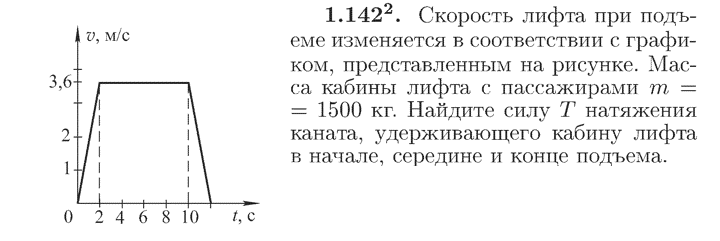 1.142². Скорость лифта при подъ-
еме изменяется в соответствии с графи-
ком, представленным на рисунке. Мас-
са кабины лифта с пассажирами m =
= 1500 кг. Найдите силу T натяжения
каната, удерживающего кабину лифта
в начале, середине и конце подъема.
v, м/с
3,6
2
1
0 2 4 6 8 10 t, с